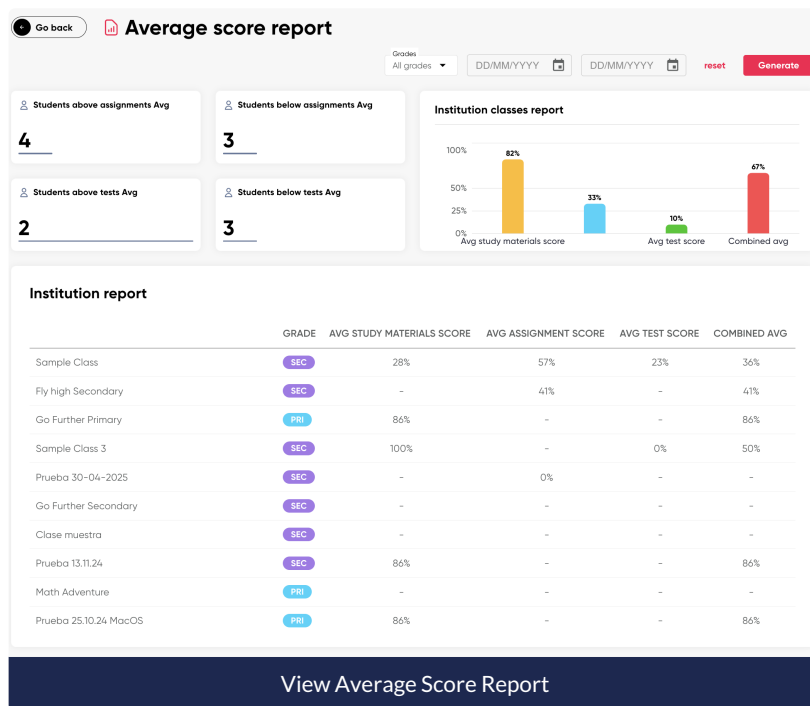 Go back
Average score report
Grades
All grades
DD/MM/YYYY
DD/MM/YYYY
reset
Generate
Students above assignments Avg
4
Students below assignments Avg
3
Students above tests Avg
2
Students below tests Avg
3
Institution classes report
100%
50%
25%
0%
82%
33%
10%
67%
Avg study materials score
Avg test score
Combined avg
Institution report
GRADE AVG STUDY MATERIALS SCORE AVG ASSIGNMENT SCORE AVG TEST SCORE COMBINED AVG
Sample Class SEC 28% 57% 23% 36%
Fly high Secondary SEC - 41% - 41%
Go Further Primary PRI 86% - - 86%
Sample Class 3 SEC 100% - 0% 50%
Prueba 30-04-2025 SEC - 0% - -
Go Further Secondary SEC - - - -
Clase muestra SEC - - - -
Prueba 13.11.24 SEC 86% - - 86%
Math Adventure PRI - - - -
Prueba 25.10.24 MacOS PRI 86% - - 86%
View Average Score Report